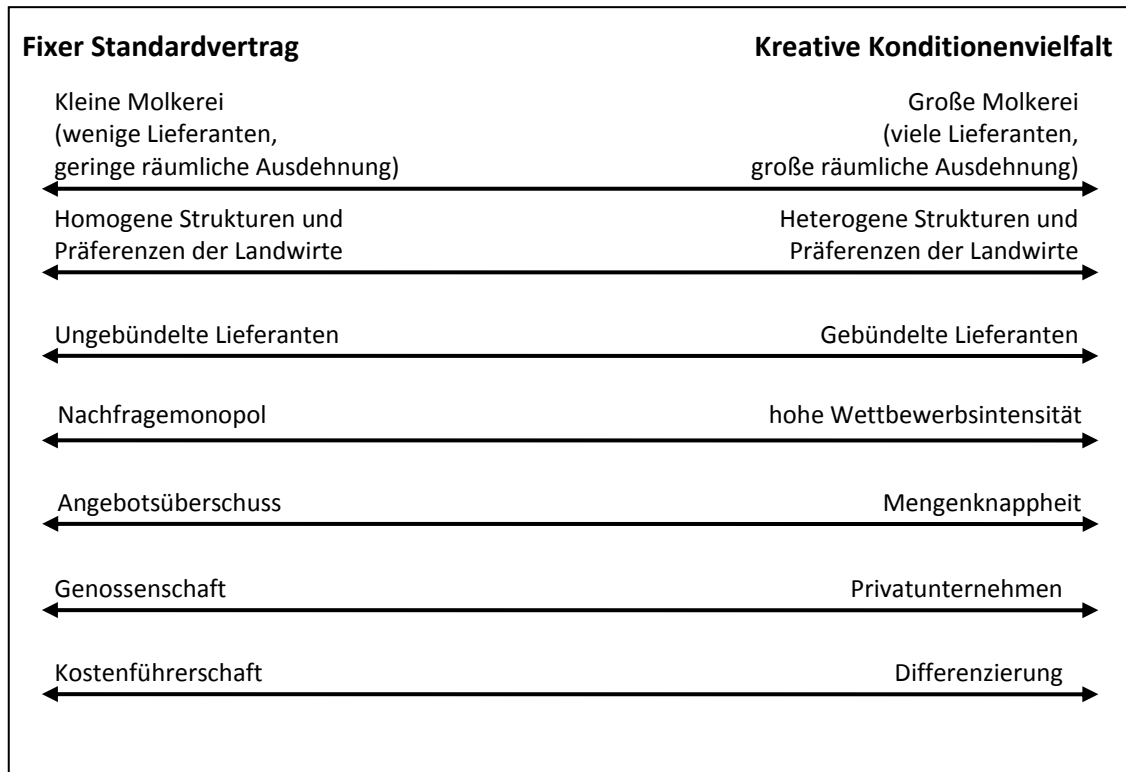 Fixer Standardvertrag Kreative Konditionenvielfalt
Kleine Molkerei Große Molkerei
(wenige Lieferanten, (viele Lieferanten,
geringe räumliche Ausdehnung) große räumliche Ausdehnung)
Homogene Strukturen und Heterogene Strukturen und
Präferenzen der Landwirte Präferenzen der Landwirte
Ungebündelte Lieferanten Gebündelte Lieferanten
Nachfragemonopol hohe Wettbewerbsintensität
Angebotsüberschuss Mengenknappheit
Genossenschaft Privatunternehmen
Kostenführerschaft Differenzierung